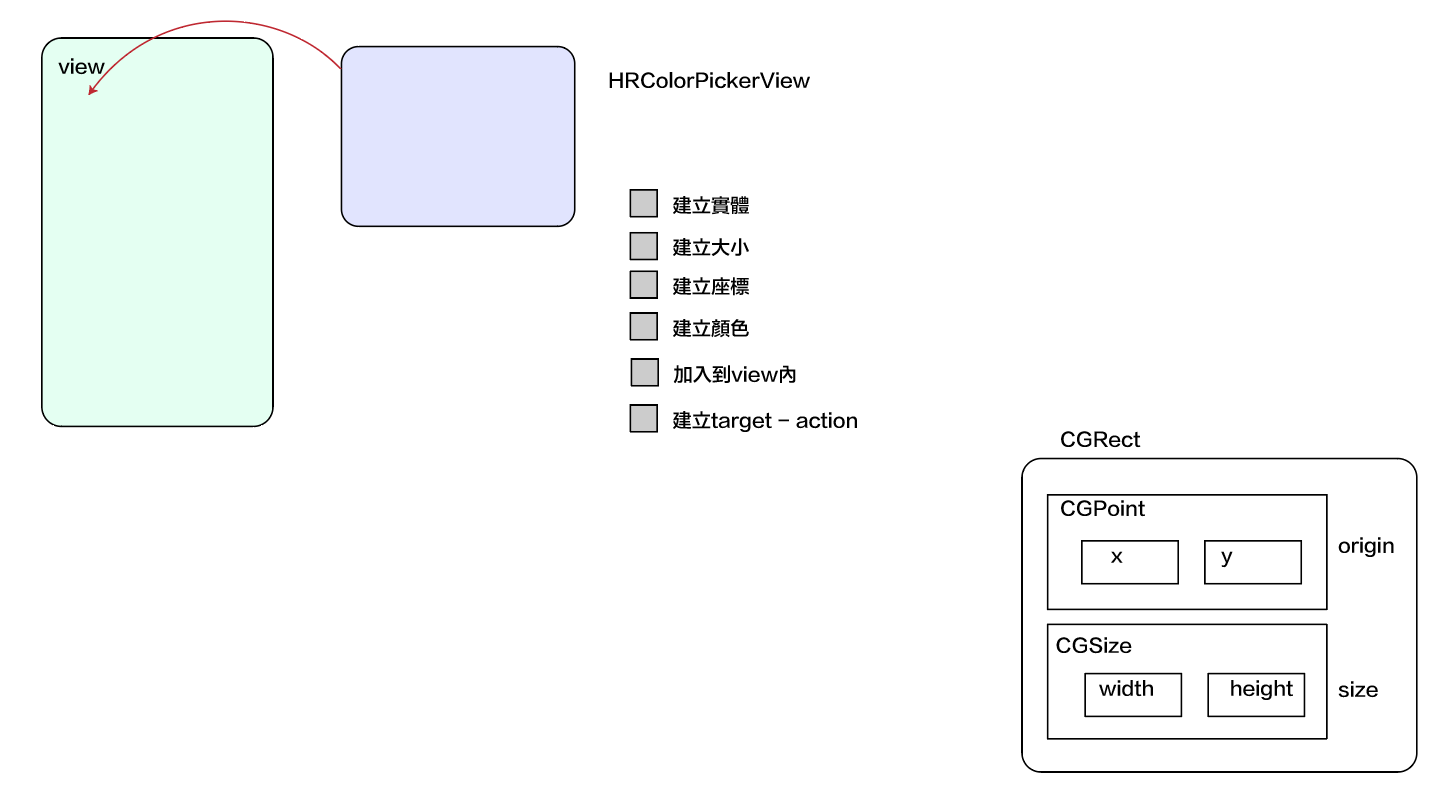 view
HRColorPickerView
建立實體
建立大小
建立座標
建立顏色
加入到view內
建立target – action
CGRect
CGPoint
x
y
origin
CGSize
width
height
size